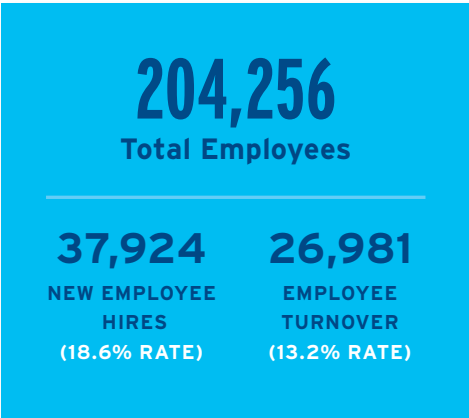 204,256
Total Employees
37,924
NEW EMPLOYEE
HIRES
(18.6% RATE)
26,981
EMPLOYEE
TURNOVER
(13.2% RATE)